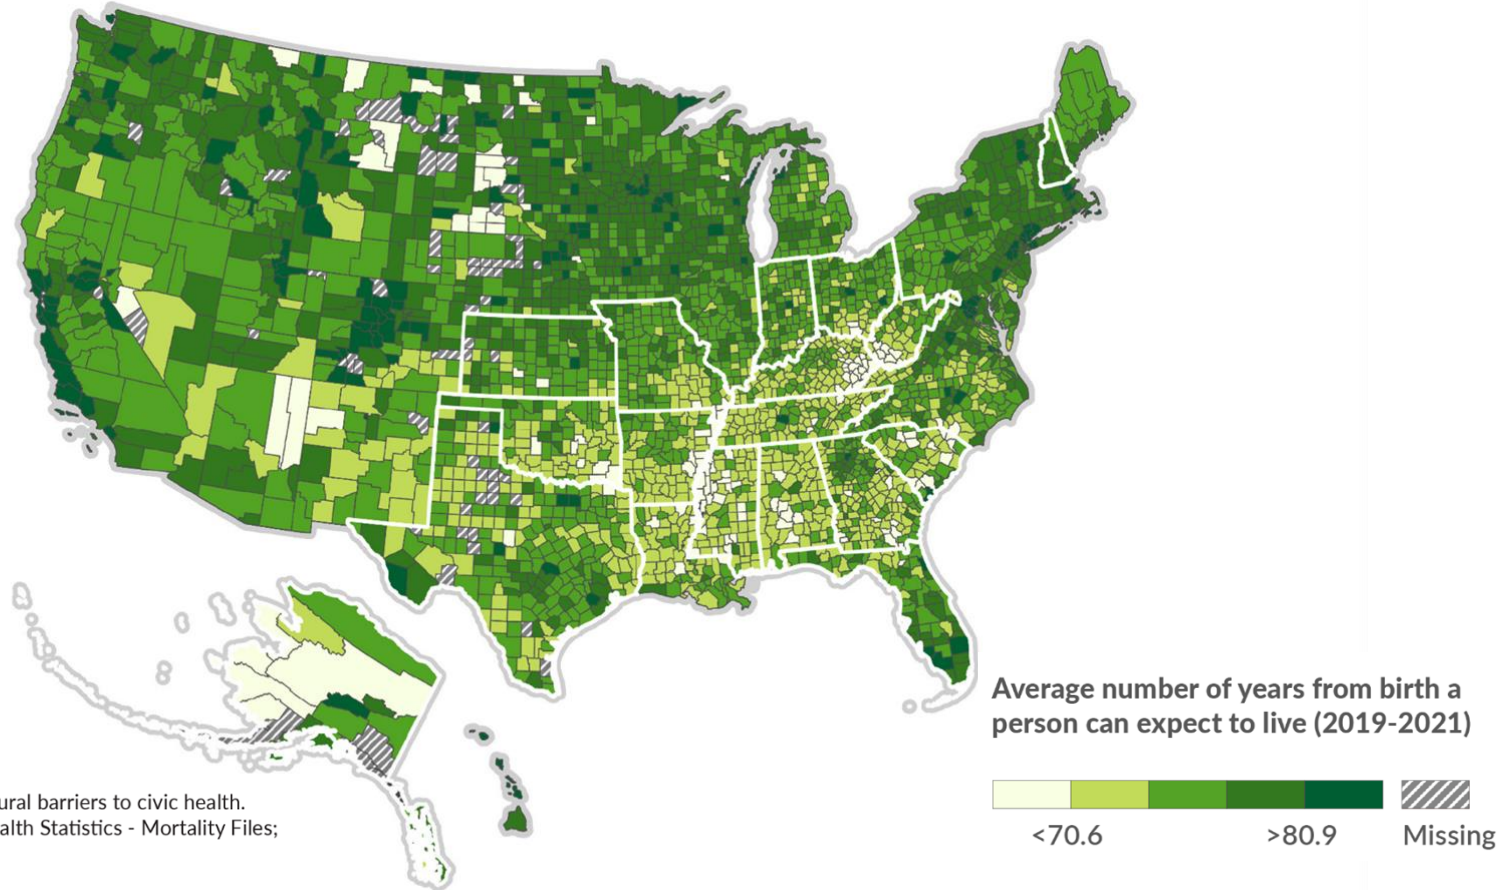 Average number of years from birth a
person can expect to live (2019-2021)
<70.6 >80.9 Missing
ural barriers to civic health.
alth Statistics - Mortality Files;